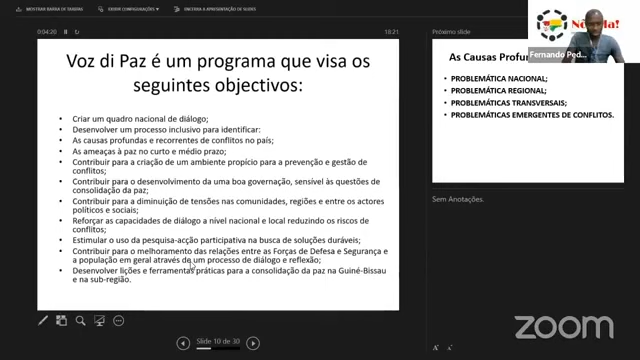 MOSTRAR BARRA DE TAREFAS
EXIBIR CONFIGURAÇÕES
ENCERRAR A APRESENTAÇÃO DE SLIDES
0:04:20
18:21
Voz di Paz é um programa que visa os
seguintes objectivos:
• Criar um quadro nacional de diálogo;
• Desenvolver um processo inclusivo para identificar:
• As causas profundas e recorrentes de conflitos no país;
• As ameaças à paz no curto e médio prazo;
• Contribuir para a criação de um ambiente propício para a prevenção e gestão de
conflitos;
• Contribuir para o desenvolvimento da uma boa governação, sensível às questões de
consolidação da paz;
• Contribuir para a diminuição de tensões nas comunidades, regiões e entre os actores
políticos e sociais;
• Reforçar as capacidades de diálogo a nível nacional e local reduzindo os riscos de
conflitos;
• Estimular o uso da pesquisa-acção participativa na busca de soluções duráveis;
• Contribuir para o melhoramento das relações entre as Forças de Defesa e Segurança e
a população em geral através de um processo de diálogo e reflexão;
• Desenvolver lições e ferramentas práticas para a consolidação da paz na Guiné-Bissau
e na sub-região.
Slide 10 de 30
Próximo slide
As Causas Profu
• PROBLEMÁTICA NACIONAL;
• PROBLEMÁTICA REGIONAL;
• PROBLEMÁTICAS TRANSVERSAIS;
• PROBLEMÁTICAS EMERGENTES DE CONFLITOS.
Sem Anotações.
Fernando Ped...
zoom